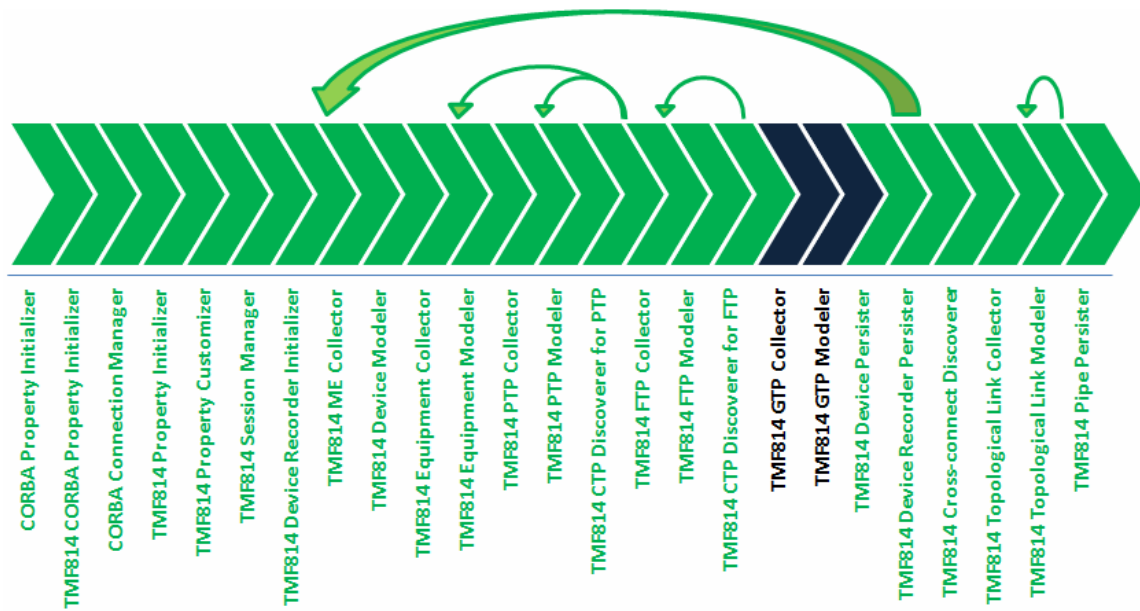 CORBA Property Initializer
TMF814 CORBA Property Initializer
CORBA Connection Manager
TMF814 Property Initializer
TMF814 Property Customizer
TMF814 Session Manager
TMF814 Device Recorder Initializer
TMF814 ME Collector
TMF814 Device Modeler
TMF814 Equipment Collector
TMF814 Equipment Modeler
TMF814 PTP Collector
TMF814 PTP Modeler
TMF814 CTP Discoverer for PTP
TMF814 FTP Collector
TMF814 FTP Modeler
TMF814 CTP Discoverer for FTP
TMF814 GTP Collector
TMF814 GTP Modeler
TMF814 Device Persister
TMF814 Device Recorder Persister
TMF814 Cross-connect Discoverer
TMF814 Topological Link Collector
TMF814 Topological Link Modeler
TMF814 Pipe Persister